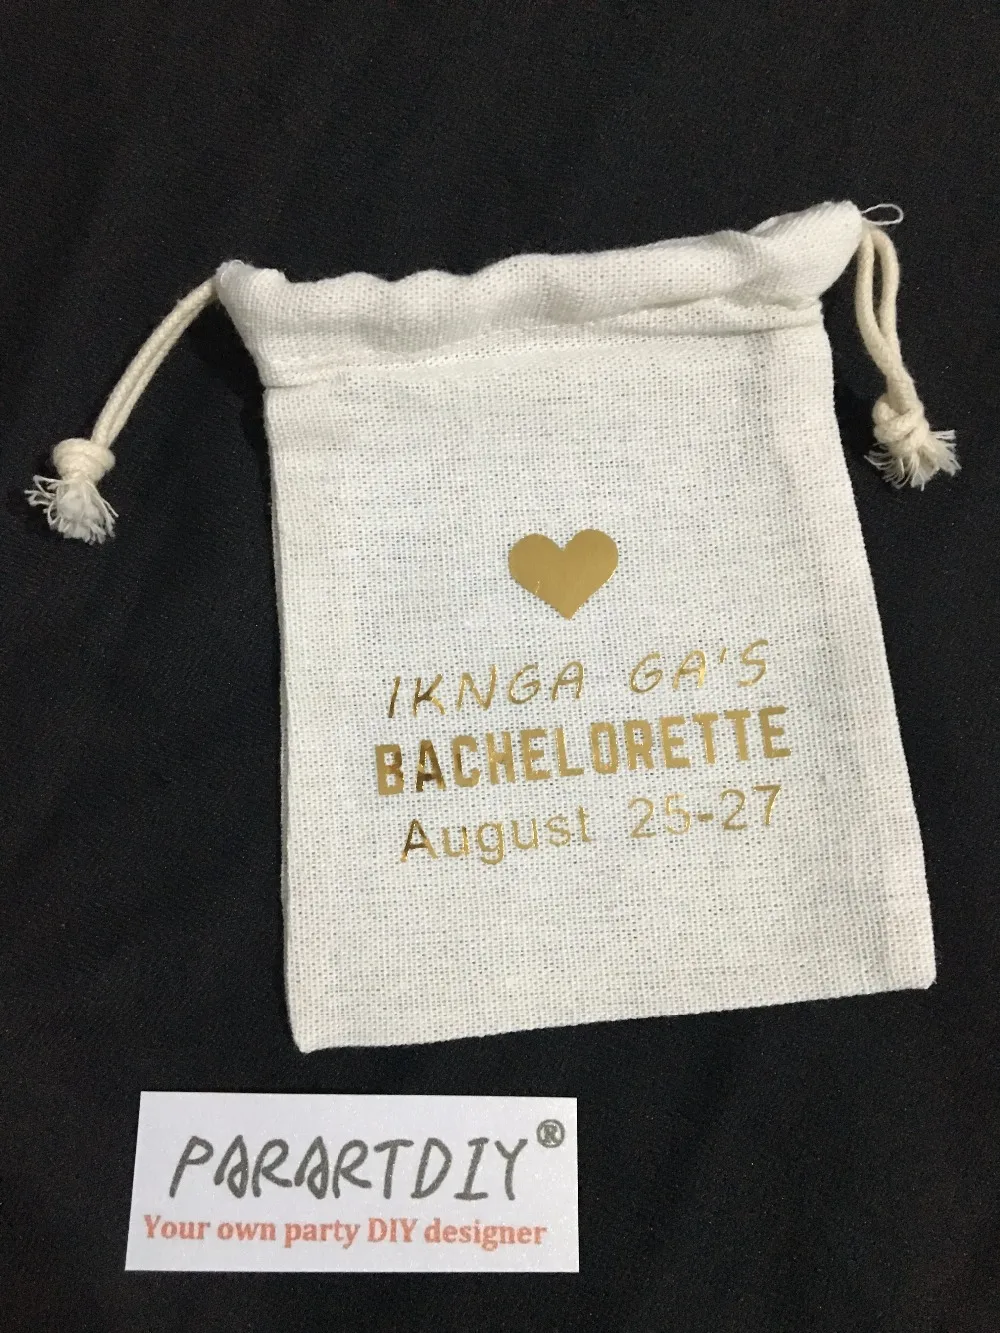 IKNGA GA'S
BACHELORETTE
August 25-27
PARARTDIY®
Your own party DIY designer